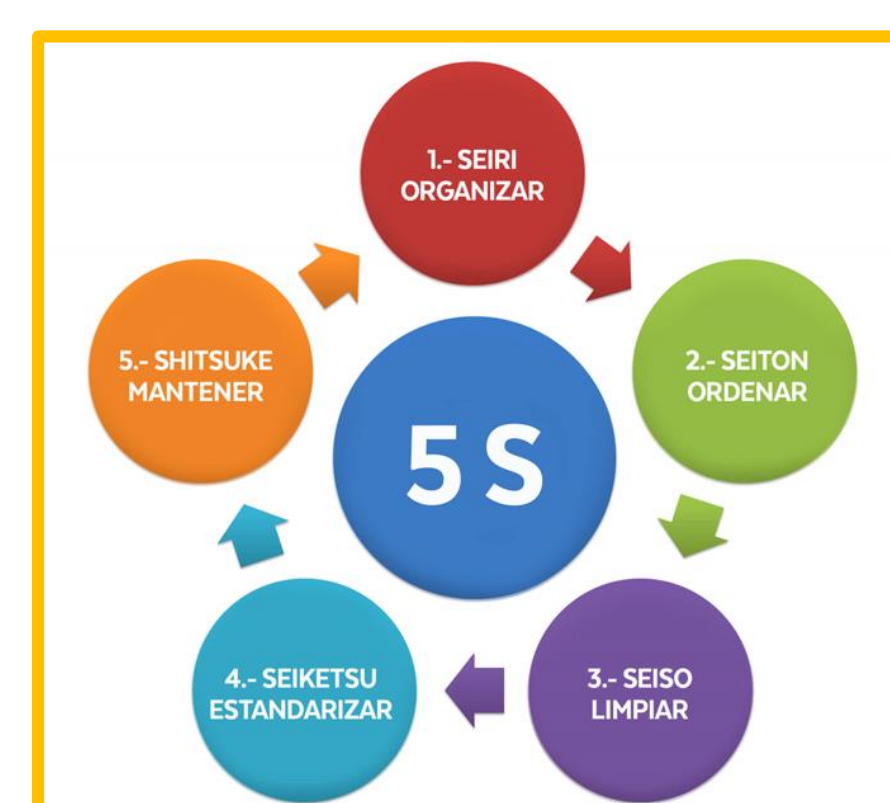 1.- SEIRI
ORGANIZAR
2.- SEITON
ORDENAR
3.- SEISO
LIMPIAR
4.- SEIKETSU
ESTANDARIZAR
5.- SHITSUKE
MANTENER
5 S